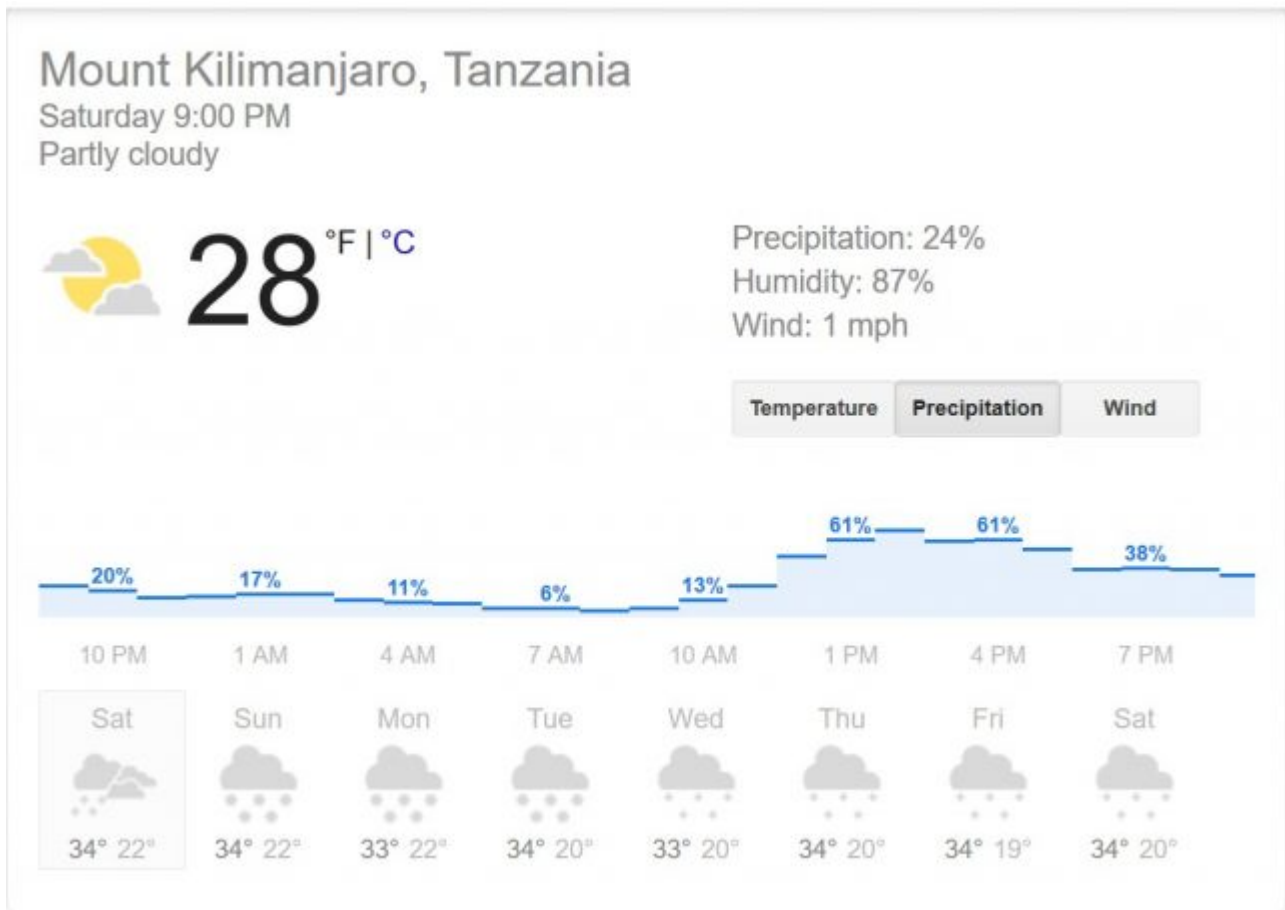 Mount Kilimanjaro, Tanzania
Saturday 9:00 PM
Partly cloudy
28 °F | °C
Precipitation: 24%
Humidity: 87%
Wind: 1 mph
Temperature Precipitation Wind
20% 17% 11% 6% 13% 61% 61% 38%
10 PM 1 AM 4 AM 7 AM 10 AM 1 PM 4 PM 7 PM
Sat Sun Mon Tue Wed Thu Fri Sat
34° 22° 34° 22° 33° 22° 34° 20° 33° 20° 34° 20° 34° 19° 34° 20°